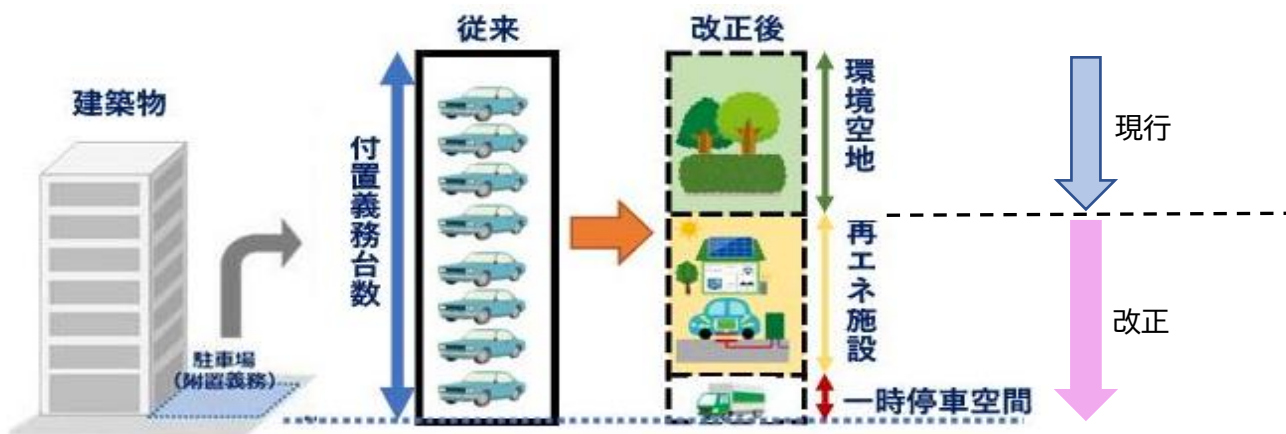 従来
改正後
建築物
付置義務台数
環境空地
現行
再エネ施設
改正
駐車場
(附置義務)
一時停車空間